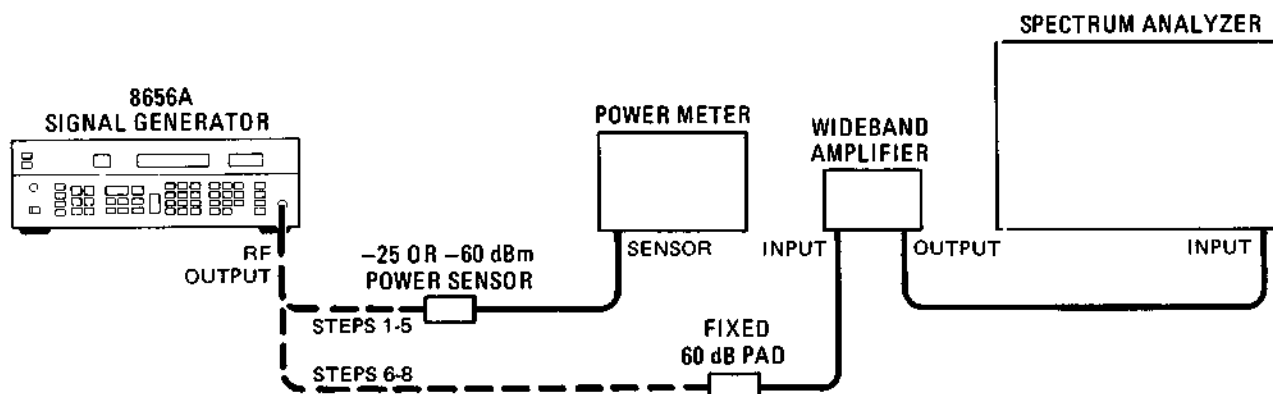 SPECTRUM ANALYZER
8656A
SIGNAL GENERATOR
POWER METER
WIDEBAND
AMPLIFIER
RF
OUTPUT
−25 OR −60 dBm
POWER SENSOR
SENSOR
INPUT
OUTPUT
INPUT
STEPS 1-5
FIXED
60 dB PAD
STEPS 6-8